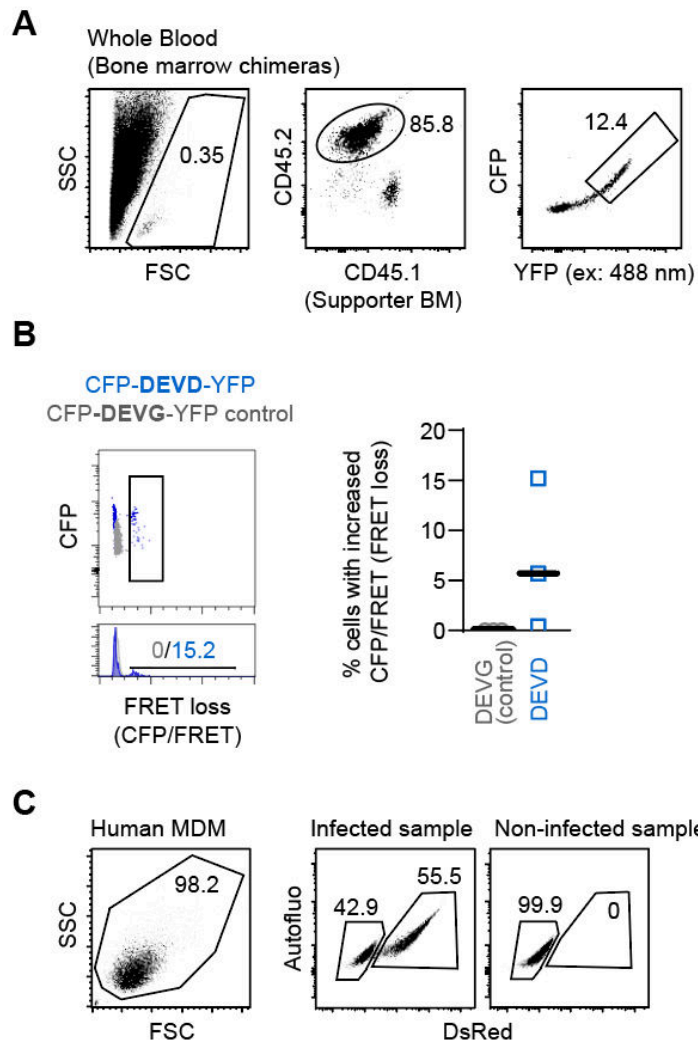 A
Whole Blood
(Bone marrow chimeras)
SSC
0.35
FSC
CD45.2
85.8
CD45.1
(Supporter BM)
CFP
12.4
YFP (ex: 488 nm)
B
CFP-DEVD-YFP
CFP-DEVG-YFP control
CFP
0/15.2
FRET loss
(CFP/FRET)
% cells with increased
CFP/FRET (FRET loss)
20
15
10
5
0
DEVG
(control)
DEVD
C
Human MDM
SSC
98.2
FSC
Infected sample
Autofluo
42.9
55.5
Non-infected sample
99.9
0
DsRed